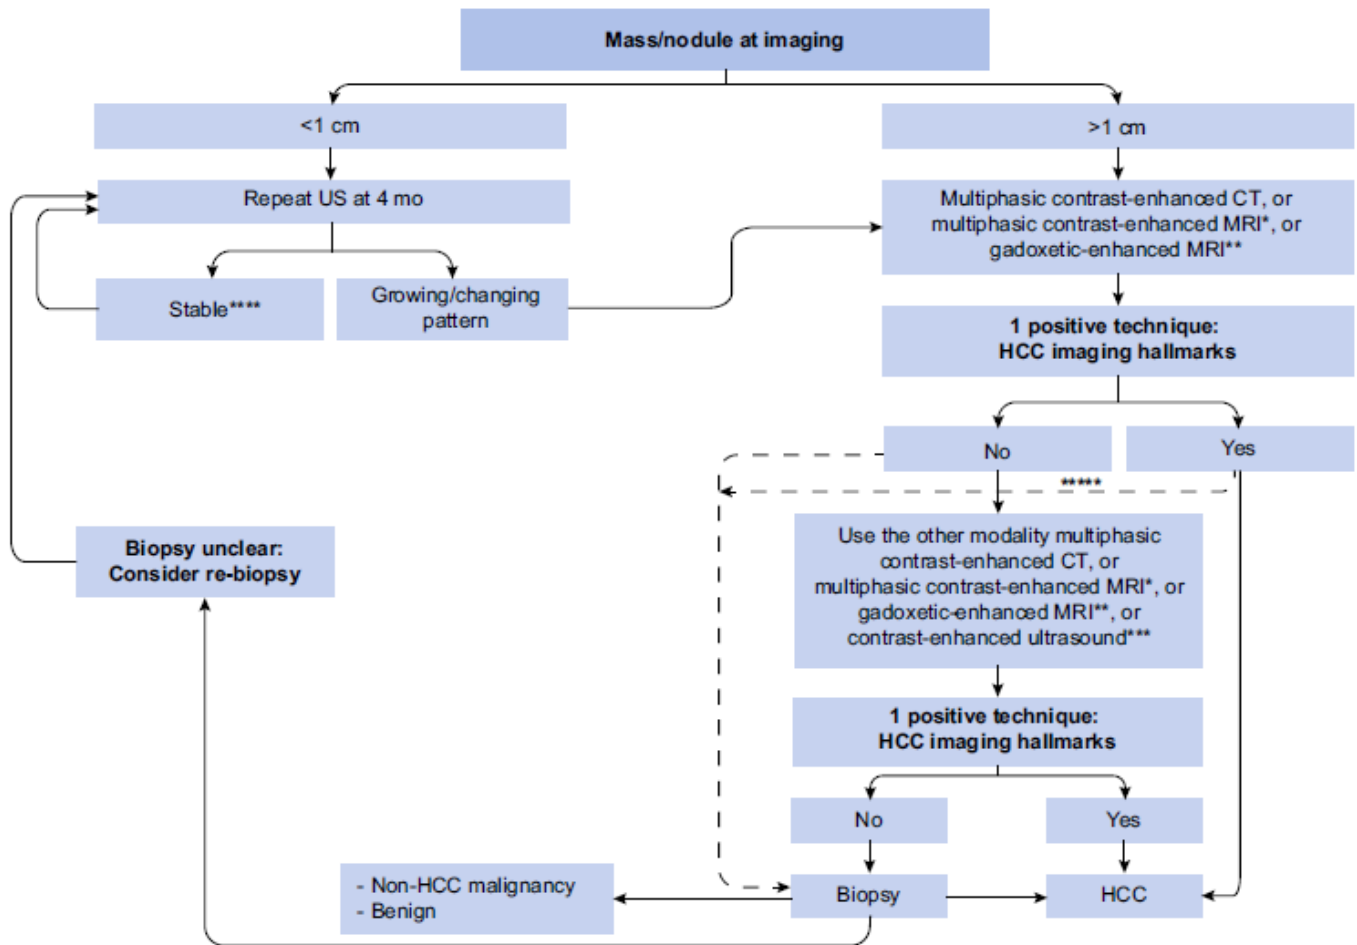 Mass/nodule at imaging
<1 cm
>1 cm
Repeat US at 4 mo
Multiphasic contrast-enhanced CT, or
multiphasic contrast-enhanced MRI*, or
gadoxetic-enhanced MRI**
Stable****
Growing/changing
pattern
1 positive technique:
HCC imaging hallmarks
No
Yes
*****
Use the other modality multiphasic
contrast-enhanced CT, or
multiphasic contrast-enhanced MRI*, or
gadoxetic-enhanced MRI**, or
contrast-enhanced ultrasound***
Biopsy unclear:
Consider re-biopsy
1 positive technique:
HCC imaging hallmarks
No
Yes
- Non-HCC malignancy
- Benign
Biopsy
HCC